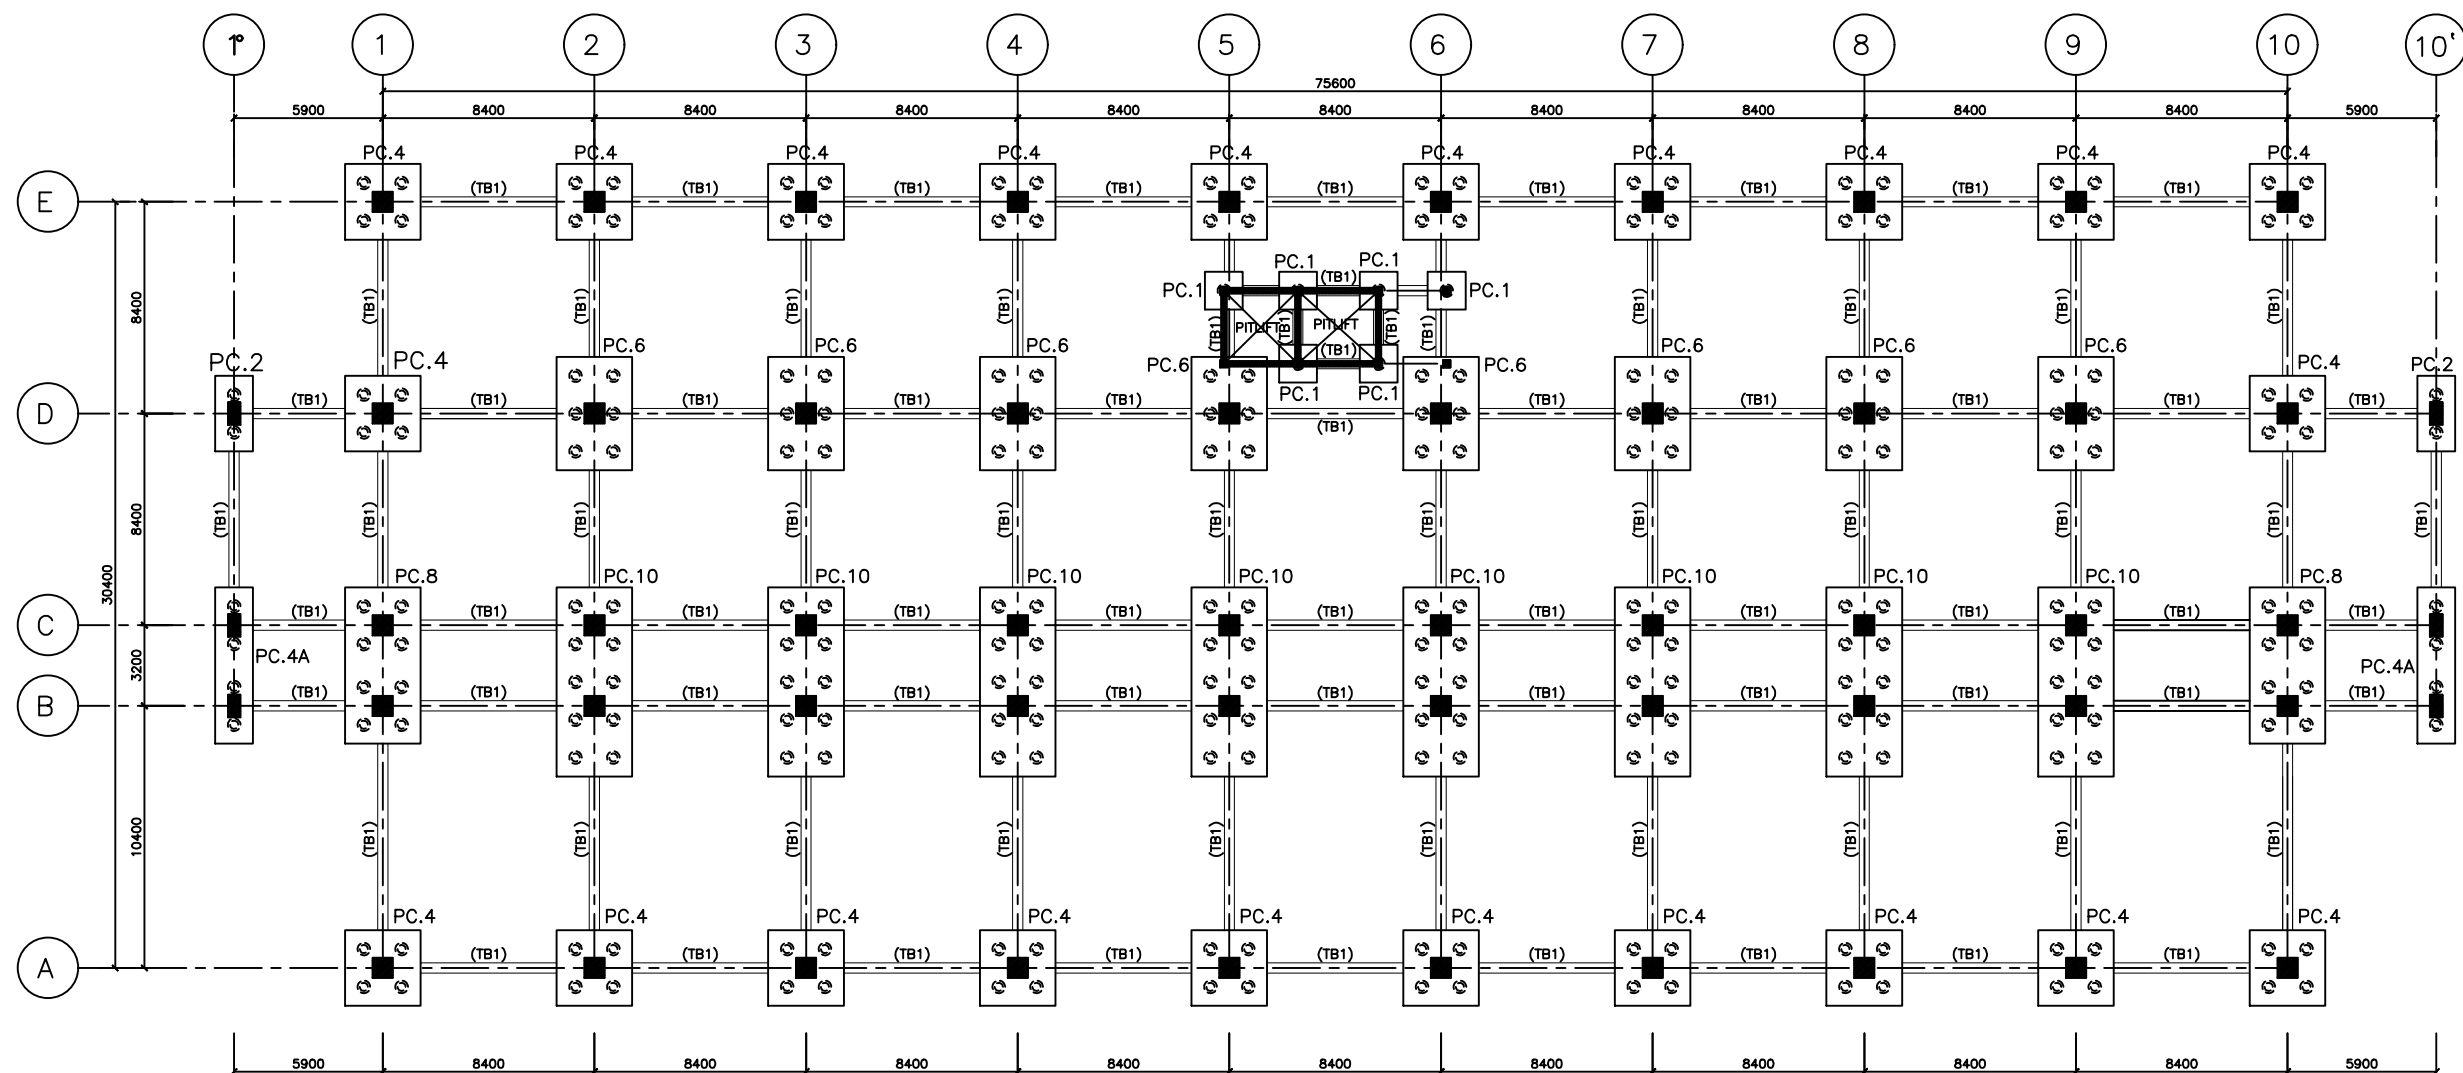 1° 1 2 3 4 5 6 7 8 9 10 10'
75600
5900 8400 8400 8400 8400 8400 8400 8400 8400 8400 5900
PC.4 PC.4 PC.4 PC.4 PC.4 PC.4 PC.4 PC.4 PC.4 PC.4
E (TB1) (TB1) (TB1) (TB1) (TB1) (TB1) (TB1) (TB1) (TB1)
PC.1 PC.1 PC.1 PC.1
(TB1)
8400 (TB1) (TB1) (TB1) (TB1) (TB1) (TB1) (TB1) (TB1)
(TB1) PITLIFT (TB1) PITLIFT (TB1) (TB1)
(TB1)
PC.2 PC.4 PC.6 PC.6 PC.6 PC.6 PC.6 PC.6 PC.6 PC.6 PC.4 PC.2
PC.1 PC.1
D (TB1) (TB1) (TB1) (TB1) (TB1) (TB1) (TB1) (TB1) (TB1) (TB1)
(TB1)
8400 (TB1) (TB1) (TB1) (TB1) (TB1) (TB1) (TB1) (TB1) (TB1) (TB1) (TB1) (TB1)
30400
PC.8 PC.10 PC.10 PC.10 PC.10 PC.10 PC.10 PC.10 PC.10 PC.8
C (TB1) (TB1) (TB1) (TB1) (TB1) (TB1) (TB1) (TB1) (TB1) (TB1) (TB1)
3200 PC.4A PC.4A
B (TB1) (TB1) (TB1) (TB1) (TB1) (TB1) (TB1) (TB1) (TB1) (TB1) (TB1)
10400 (TB1) (TB1) (TB1) (TB1) (TB1) (TB1) (TB1) (TB1) (TB1) (TB1)
PC.4 PC.4 PC.4 PC.4 PC.4 PC.4 PC.4 PC.4 PC.4 PC.4
A (TB1) (TB1) (TB1) (TB1) (TB1) (TB1) (TB1) (TB1) (TB1)
5900 8400 8400 8400 8400 8400 8400 8400 8400 8400 5900